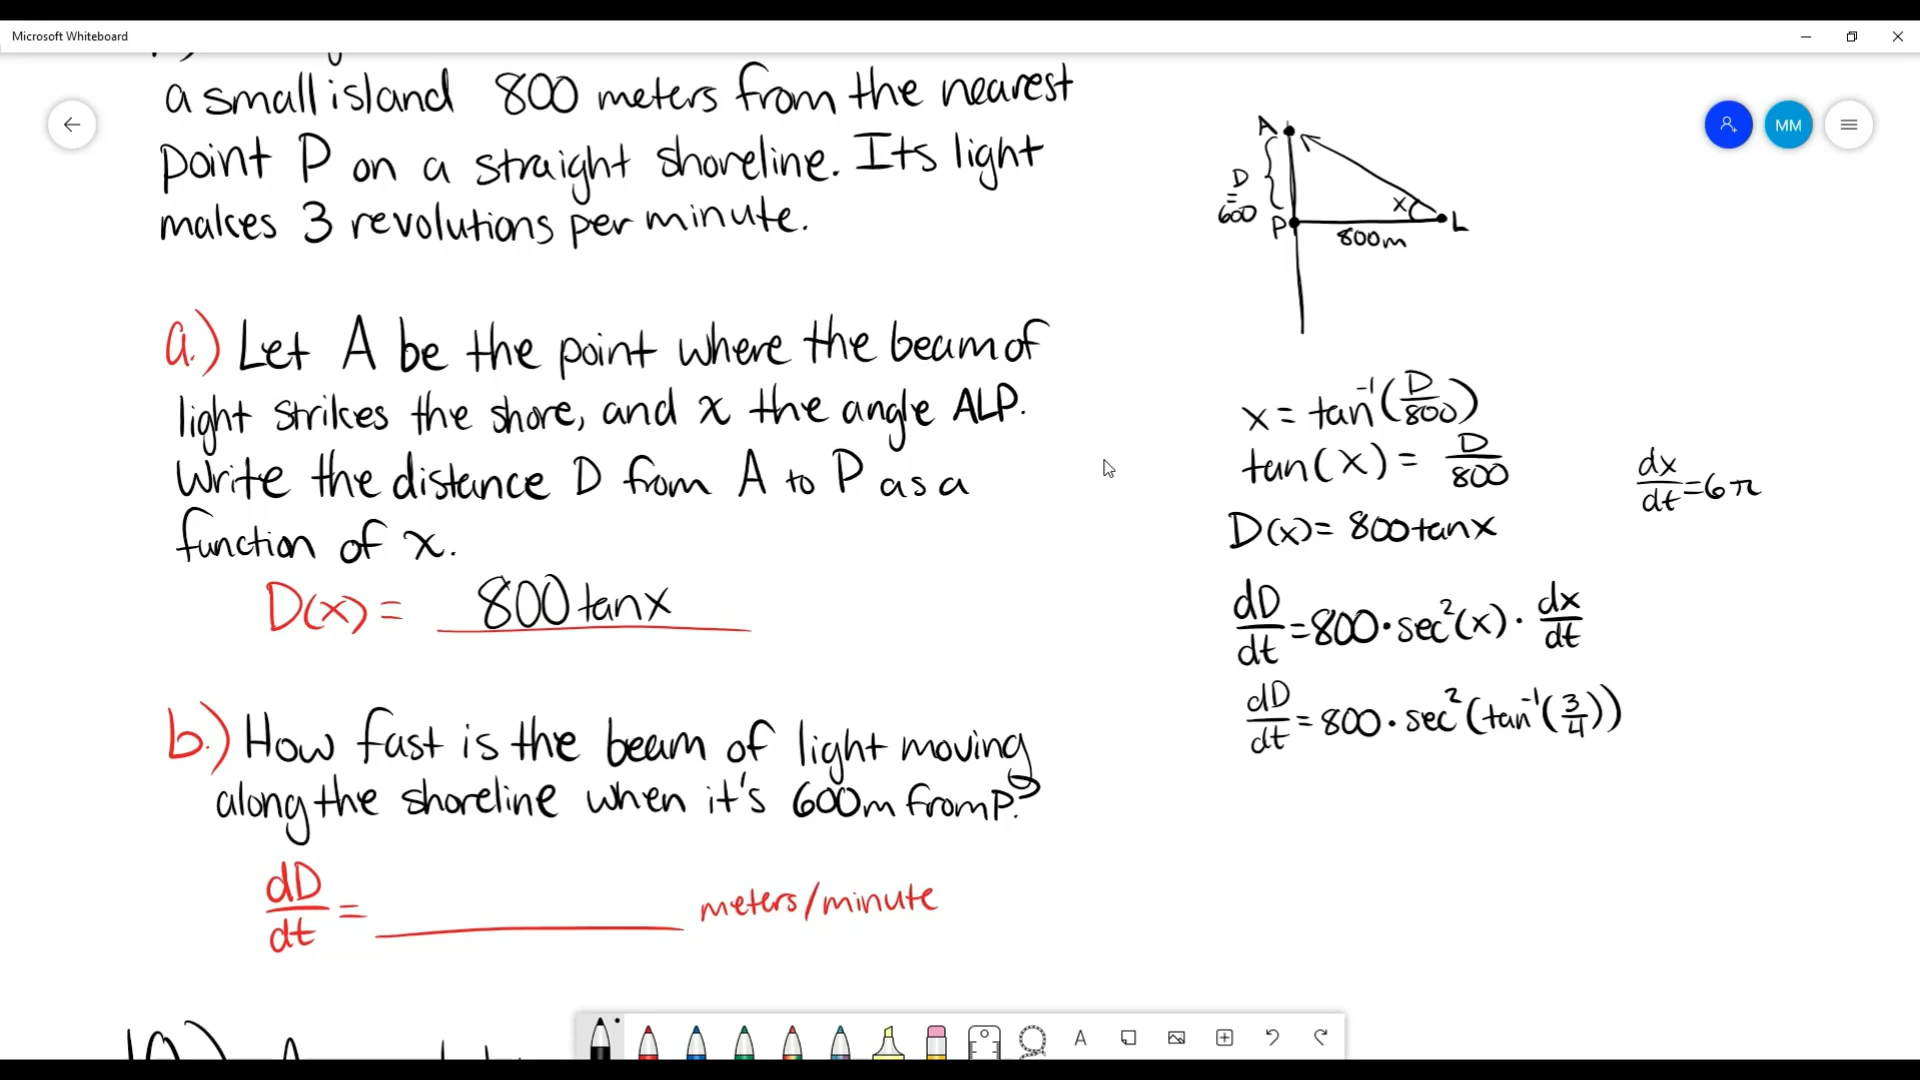 Microsoft Whiteboard
a small island 800 meters from the nearest
point P on a straight shoreline. Its light
makes 3 revolutions per minute.
a.) Let A be the point where the beam of
light strikes the shore, and x the angle ALP.
Write the distance D from A to P as a
function of x.
D(x) = 800 tan x
b.) How fast is the beam of light moving
along the shoreline when it's 600m from P?
dD/dt = meters/minute
MM
A
D
=
600
P
x
L
800m
x = tan⁻¹(D/800)
tan(x) = D/800
dx/dt = 6π
D(x) = 800 tan x
dD/dt = 800 · sec²(x) · dx/dt
dD/dt = 800 · sec²(tan⁻¹(3/4))
A